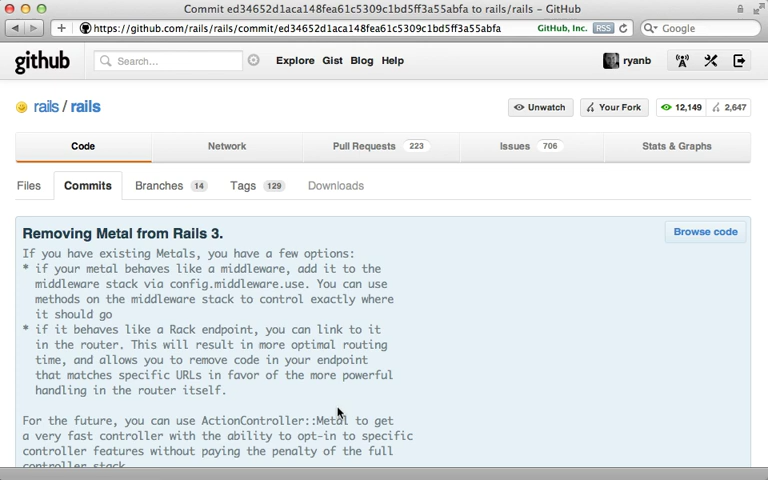 Commit ed34652d1aca148fea61c5309c1bd5ff3a55abfa to rails/rails – GitHub
https://github.com/rails/rails/commit/ed34652d1aca148fea61c5309c1bd5ff3a55abfa GitHub, Inc. RSS Google
github Search... Explore Gist Blog Help ryanb
rails / rails Unwatch Your Fork 12,149 2,647
Code Network Pull Requests 223 Issues 706 Stats & Graphs
Files Commits Branches 14 Tags 129 Downloads
Removing Metal from Rails 3. Browse code
If you have existing Metals, you have a few options:
* if your metal behaves like a middleware, add it to the
middleware stack via config.middleware.use. You can use
methods on the middleware stack to control exactly where
it should go
* if it behaves like a Rack endpoint, you can link to it
in the router. This will result in more optimal routing
time, and allows you to remove code in your endpoint
that matches specific URLs in favor of the more powerful
handling in the router itself.
For the future, you can use ActionController::Metal to get
a very fast controller with the ability to opt-in to specific
controller features without paying the penalty of the full
controller stack